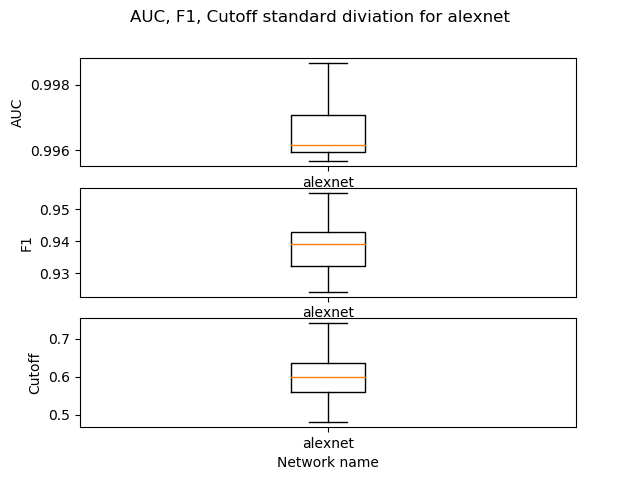 AUC, F1, Cutoff standard diviation for alexnet
0.998
0.996
AUC
alexnet
0.95
0.94
0.93
F1
alexnet
0.7
0.6
0.5
Cutoff
alexnet
Network name